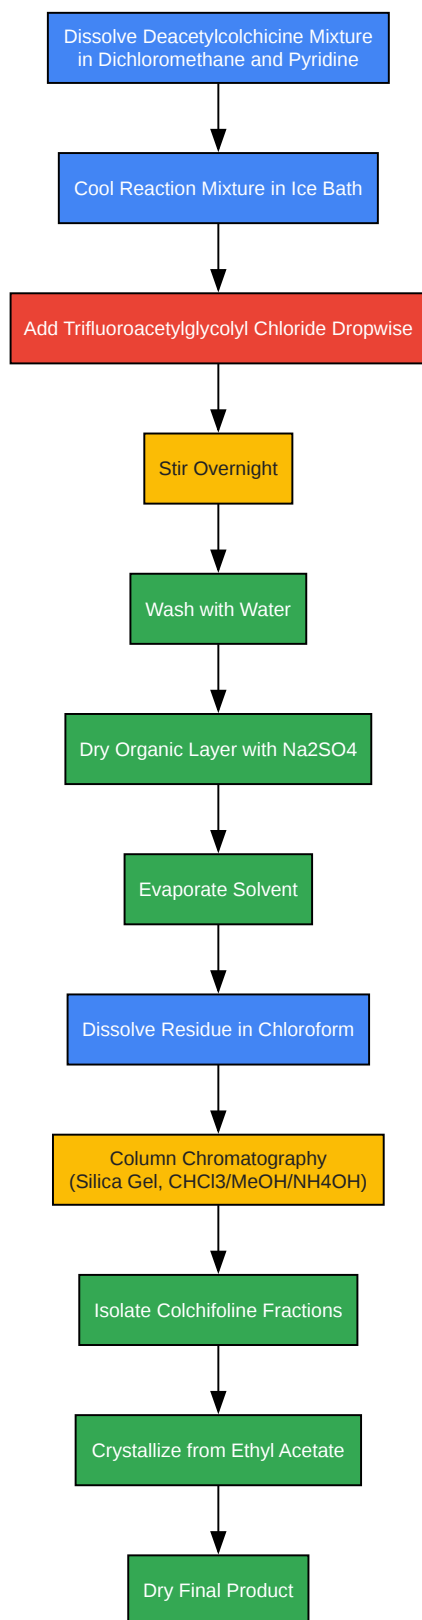 Dissolve Deacetylcolchicine Mixture
in Dichloromethane and Pyridine
Cool Reaction Mixture in Ice Bath
Add Trifluoroacetylglycolyl Chloride Dropwise
Stir Overnight
Wash with Water
Dry Organic Layer with Na2SO4
Evaporate Solvent
Dissolve Residue in Chloroform
Column Chromatography
(Silica Gel, CHCl3/MeOH/NH4OH)
Isolate Colchifoline Fractions
Crystallize from Ethyl Acetate
Dry Final Product